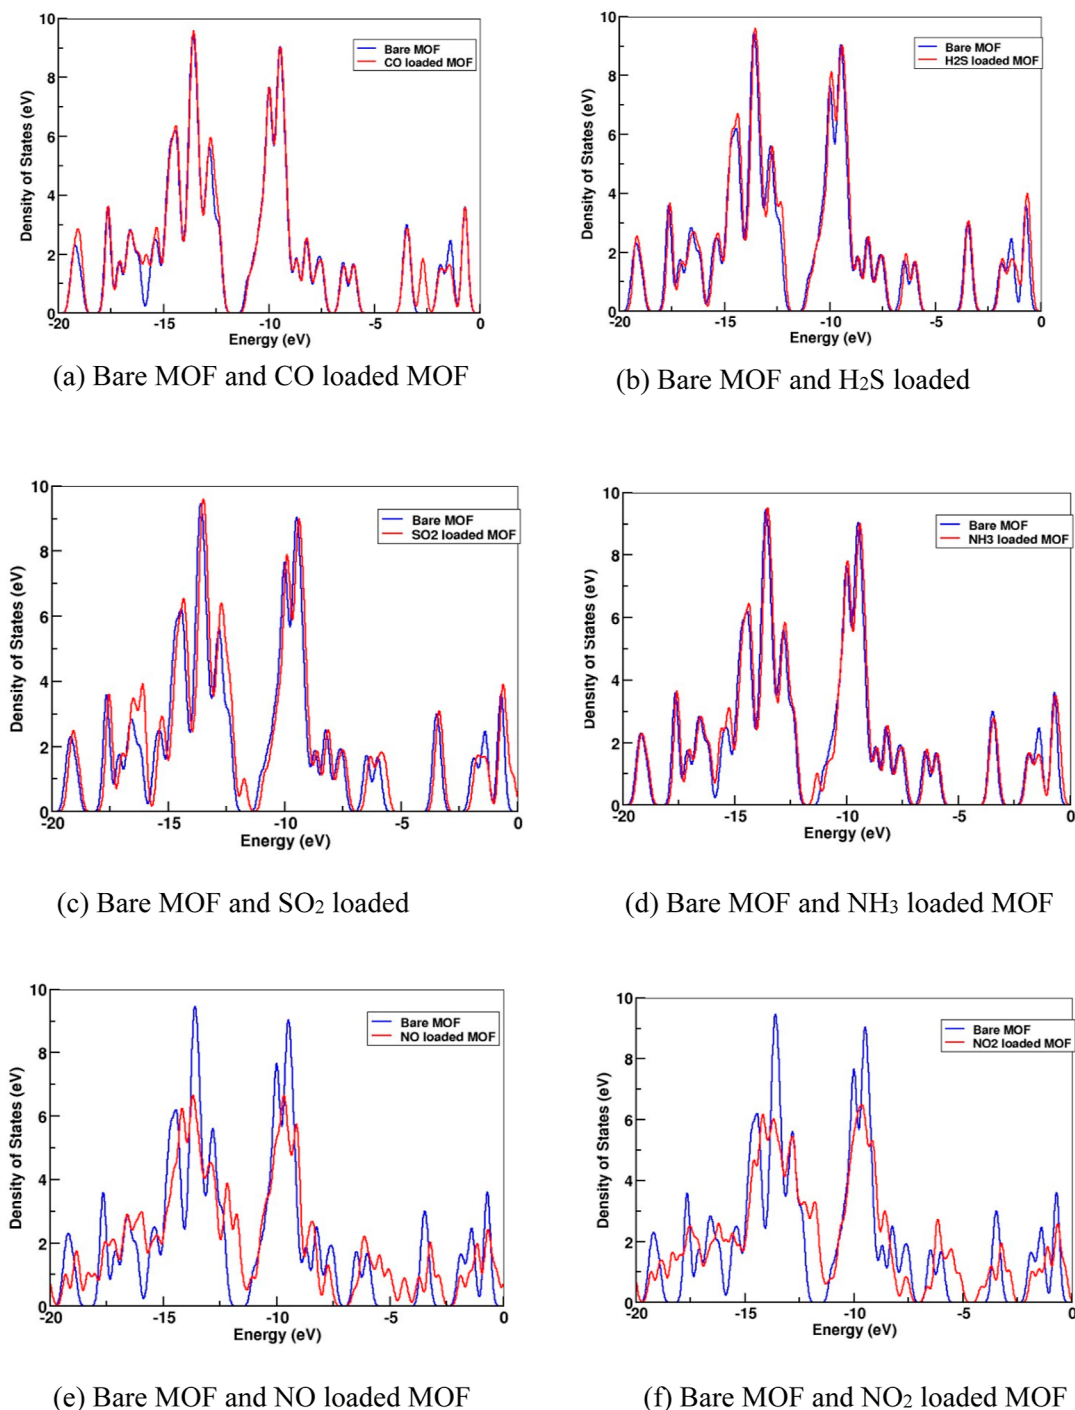 10
8
6
4
2
0
-20
-15
-10
-5
0
Density of States (eV)
Energy (eV)
Bare MOF
CO loaded MOF
(a) Bare MOF and CO loaded MOF
10
8
6
4
2
0
-20
-15
-10
-5
0
Density of States (eV)
Energy (eV)
Bare MOF
H2S loaded MOF
(b) Bare MOF and H₂S loaded
10
8
6
4
2
0
-20
-15
-10
-5
0
Density of States (eV)
Energy (eV)
Bare MOF
SO2 loaded MOF
(c) Bare MOF and SO₂ loaded
10
8
6
4
2
0
-20
-15
-10
-5
0
Density of States (eV)
Energy (eV)
Bare MOF
NH3 loaded MOF
(d) Bare MOF and NH₃ loaded MOF
10
8
6
4
2
0
-20
-15
-10
-5
0
Density of States (eV)
Energy (eV)
Bare MOF
NO loaded MOF
(e) Bare MOF and NO loaded MOF
10
8
6
4
2
0
-20
-15
-10
-5
0
Density of States (eV)
Energy (eV)
Bare MOF
NO2 loaded MOF
(f) Bare MOF and NO₂ loaded MOF